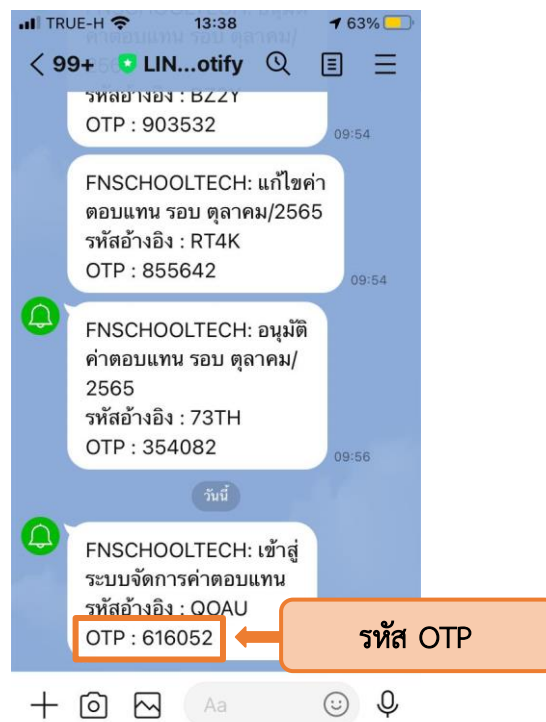 TRUE-H 13:38 63%
99+ LIN...otify
รหัสอ้างอิง : BZ2Y
OTP : 903532
09:54
FNSCHOOLTECH: แก้ไขค่า
ตอบแทน รอบ ตุลาคม/2565
รหัสอ้างอิง : RT4K
OTP : 855642
09:54
FNSCHOOLTECH: อนุมัติ
ค่าตอบแทน รอบ ตุลาคม/
2565
รหัสอ้างอิง : 73TH
OTP : 354082
09:56
วันนี้
FNSCHOOLTECH: เข้าสู่
ระบบจัดการค่าตอบแทน
รหัสอ้างอิง : QOAU
OTP : 616052
รหัส OTP
Aa